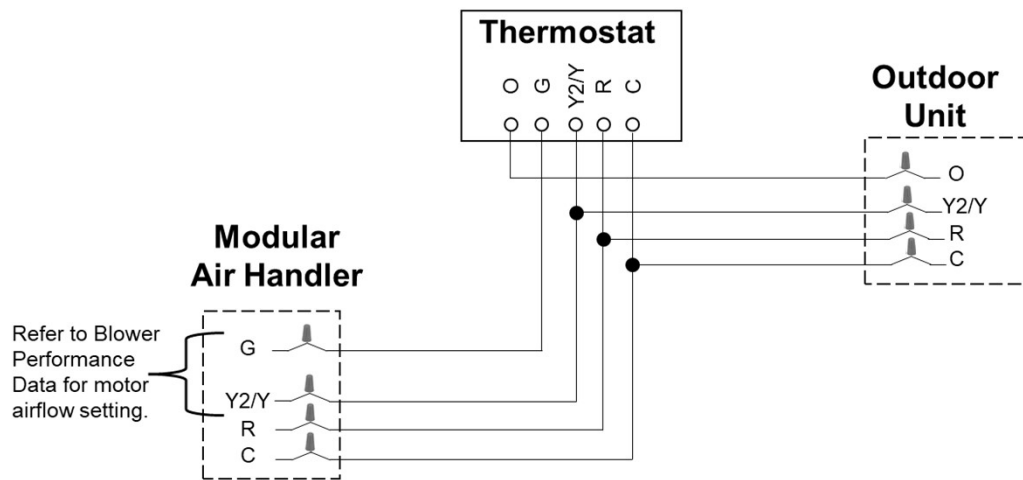 Thermostat
O G Y2/Y R C
Outdoor
Unit
O
Y2/Y
R
C
Modular
Air Handler
Refer to Blower
Performance
Data for motor
airflow setting.
G
Y2/Y
R
C